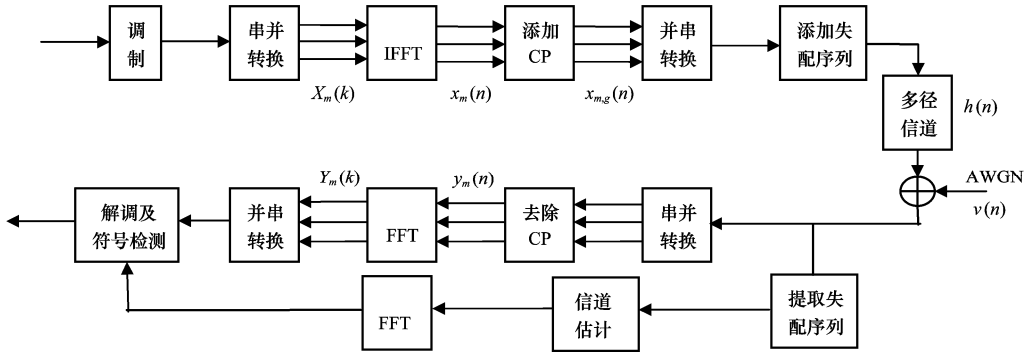 调
制
串并
转换
IFFT
添加
CP
并串
转换
添加失
配序列
X_m(k)
x_m(n)
x_{m,g}(n)
多径
信道
h(n)
AWGN
v(n)
Y_m(k)
y_m(n)
解调及
符号检测
并串
转换
FFT
去除
CP
串并
转换
FFT
信道
估计
提取失
配序列